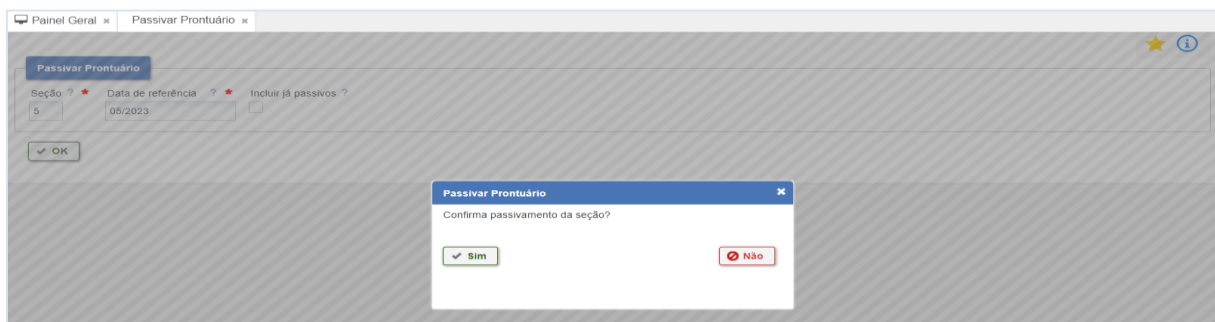 Painel Geral × Passivar Prontuário ×
Passivar Prontuário
Seção ? * Data de referência ? * Incluir já passivos ?
5 05/2023
OK
Passivar Prontuário
Confirma passivamento da seção?
Sim Não